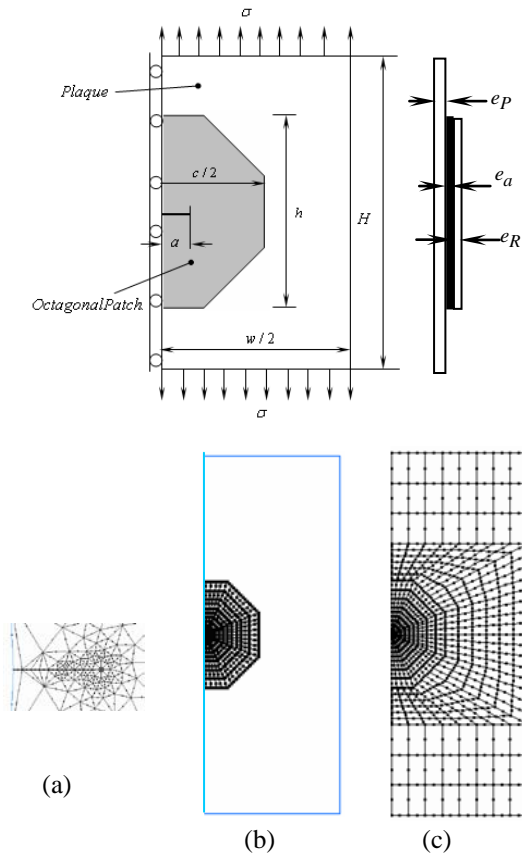 σ
Plaque
c / 2
a
h
H
OctagonalPatch
w / 2
σ
e_P
e_a
e_R
(a)
(b)
(c)